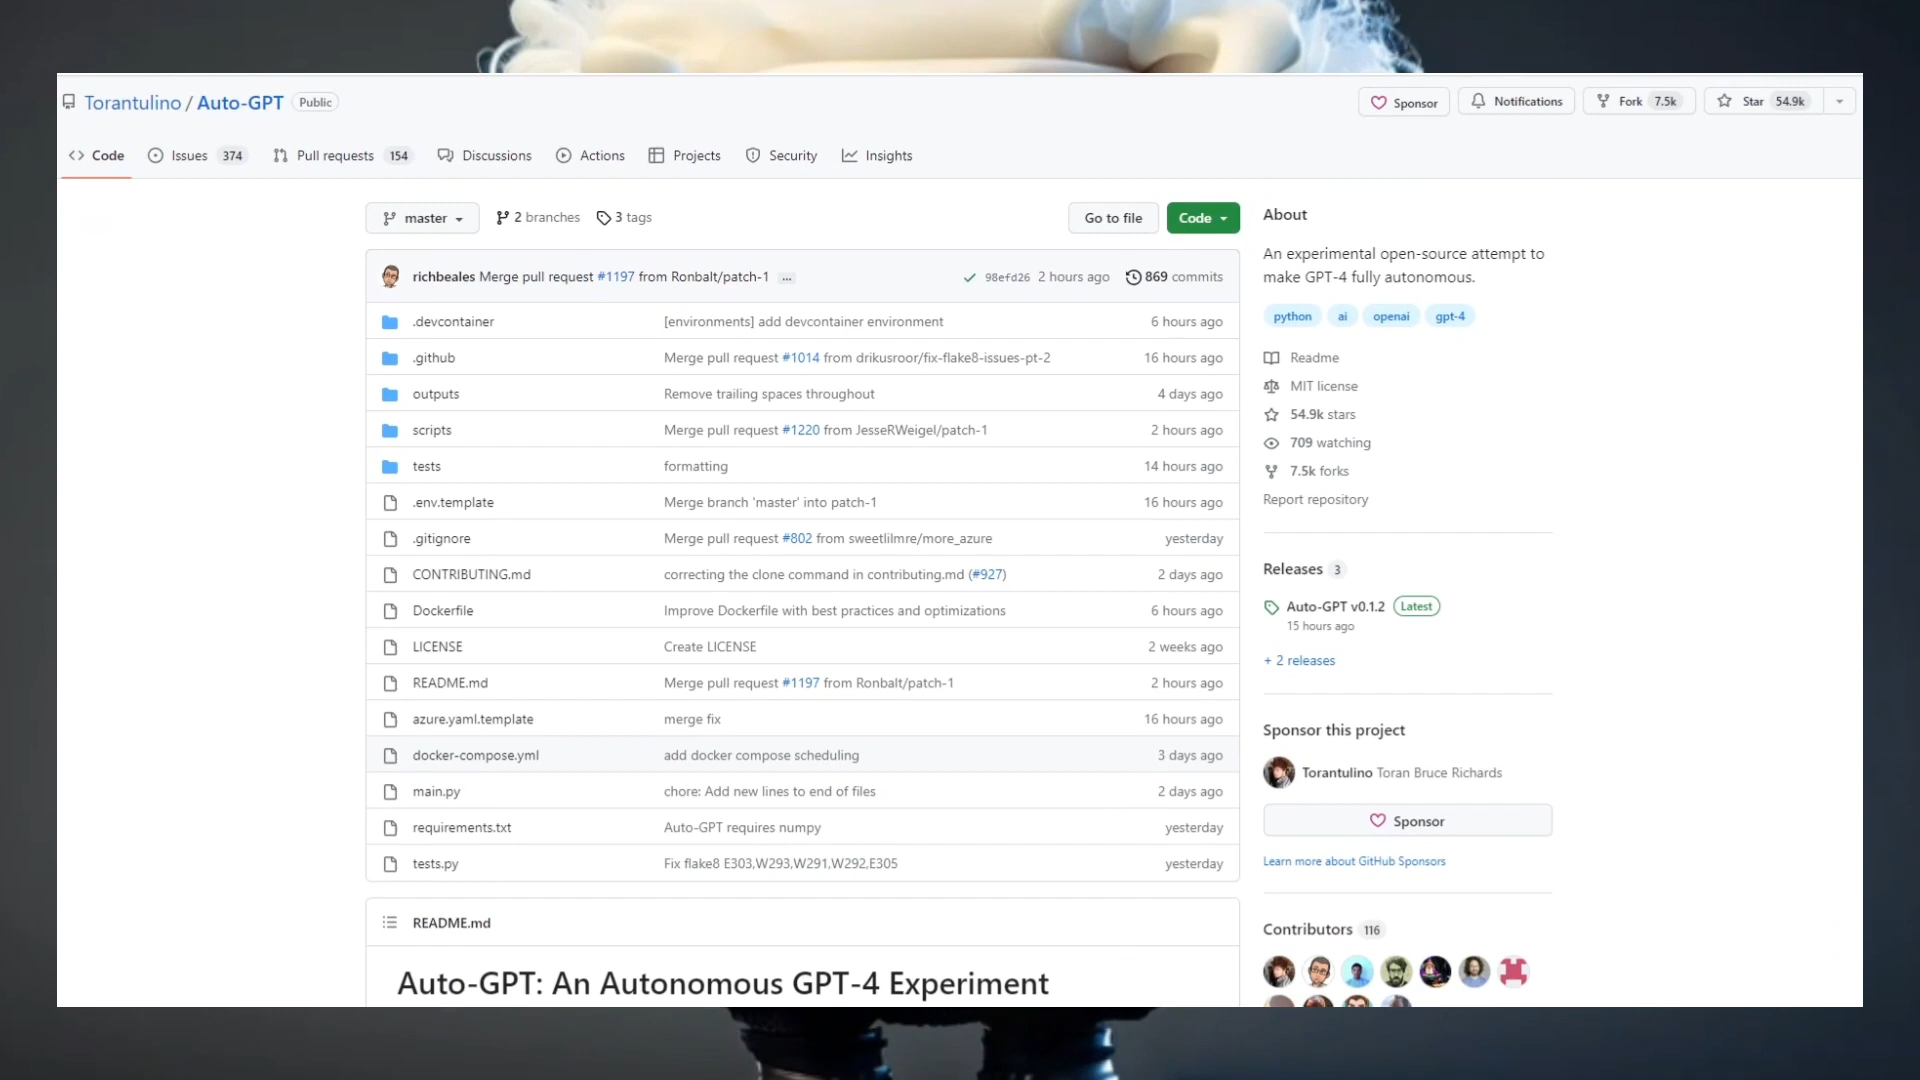 Torantulino / Auto-GPT Public
Sponsor Notifications Fork 7.5k Star 54.9k
Code Issues 374 Pull requests 154 Discussions Actions Projects Security Insights
master 2 branches 3 tags Go to file Code
richbeales Merge pull request #1197 from Ronbalt/patch-1 ... 98efd26 2 hours ago 869 commits
.devcontainer [environments] add devcontainer environment 6 hours ago
.github Merge pull request #1014 from drikusroor/fix-flake8-issues-pt-2 16 hours ago
outputs Remove trailing spaces throughout 4 days ago
scripts Merge pull request #1220 from JesseRWeigel/patch-1 2 hours ago
tests formatting 14 hours ago
.env.template Merge branch 'master' into patch-1 16 hours ago
.gitignore Merge pull request #802 from sweetlilmre/more_azure yesterday
CONTRIBUTING.md correcting the clone command in contributing.md (#927) 2 days ago
Dockerfile Improve Dockerfile with best practices and optimizations 6 hours ago
LICENSE Create LICENSE 2 weeks ago
README.md Merge pull request #1197 from Ronbalt/patch-1 2 hours ago
azure.yaml.template merge fix 16 hours ago
docker-compose.yml add docker compose scheduling 3 days ago
main.py chore: Add new lines to end of files 2 days ago
requirements.txt Auto-GPT requires numpy yesterday
tests.py Fix flake8 E303,W293,W291,W292,E305 yesterday
README.md
Auto-GPT: An Autonomous GPT-4 Experiment
About
An experimental open-source attempt to
make GPT-4 fully autonomous.
python ai openai gpt-4
Readme
MIT license
54.9k stars
709 watching
7.5k forks
Report repository
Releases 3
Auto-GPT v0.1.2 Latest
15 hours ago
+ 2 releases
Sponsor this project
Torantulino Toran Bruce Richards
Sponsor
Learn more about GitHub Sponsors
Contributors 116